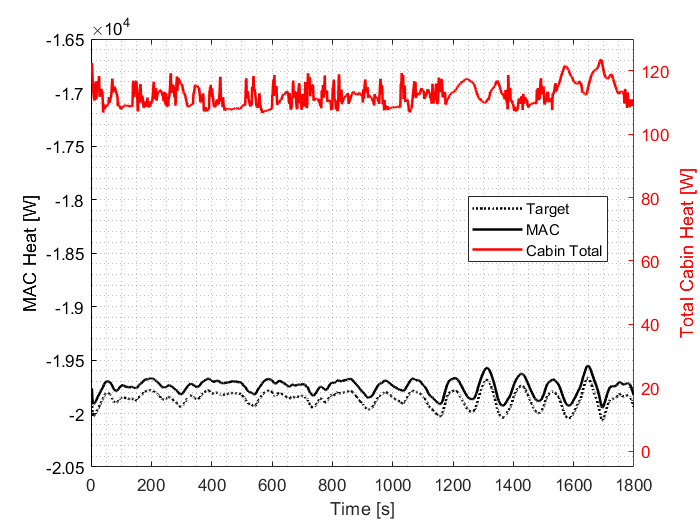 ×10⁴
-1.65
-1.7
-1.75
-1.8
-1.85
-1.9
-1.95
-2
-2.05
MAC Heat [W]
120
100
80
60
40
20
0
Total Cabin Heat [W]
Target
MAC
Cabin Total
0 200 400 600 800 1000 1200 1400 1600 1800
Time [s]